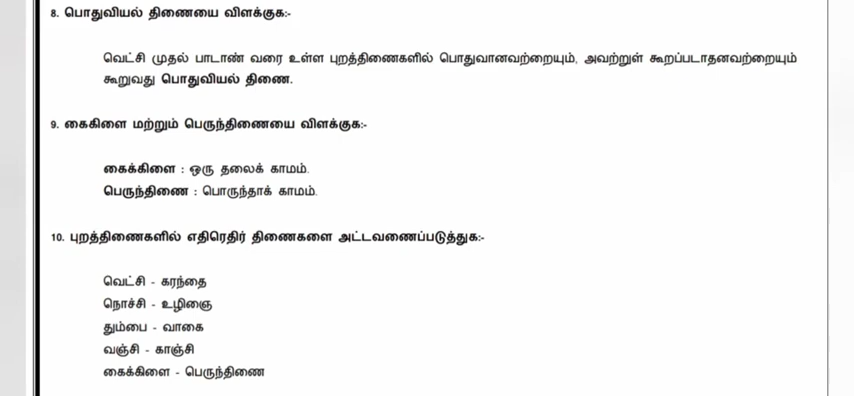 8. பொதுவியல் திணையை விளக்குக:-
வெட்சி முதல் பாடாண் வரை உள்ள புறத்திணைகளில் பொதுவானவற்றையும், அவற்றுள் கூறப்படாதனவற்றையும்
கூறுவது பொதுவியல் திணை.
9. கைகிளை மற்றும் பெருந்திணையை விளக்குக:-
கைக்கிளை : ஒரு தலைக் காமம்.
பெருந்திணை : பொருந்தாக் காமம்.
10. புறத்திணைகளில் எதிரெதிர் திணைகளை அட்டவணைப்படுத்துக:-
வெட்சி - கரந்தை
நொச்சி - உழிஞை
தும்பை - வாகை
வஞ்சி - காஞ்சி
கைக்கிளை - பெருந்திணை